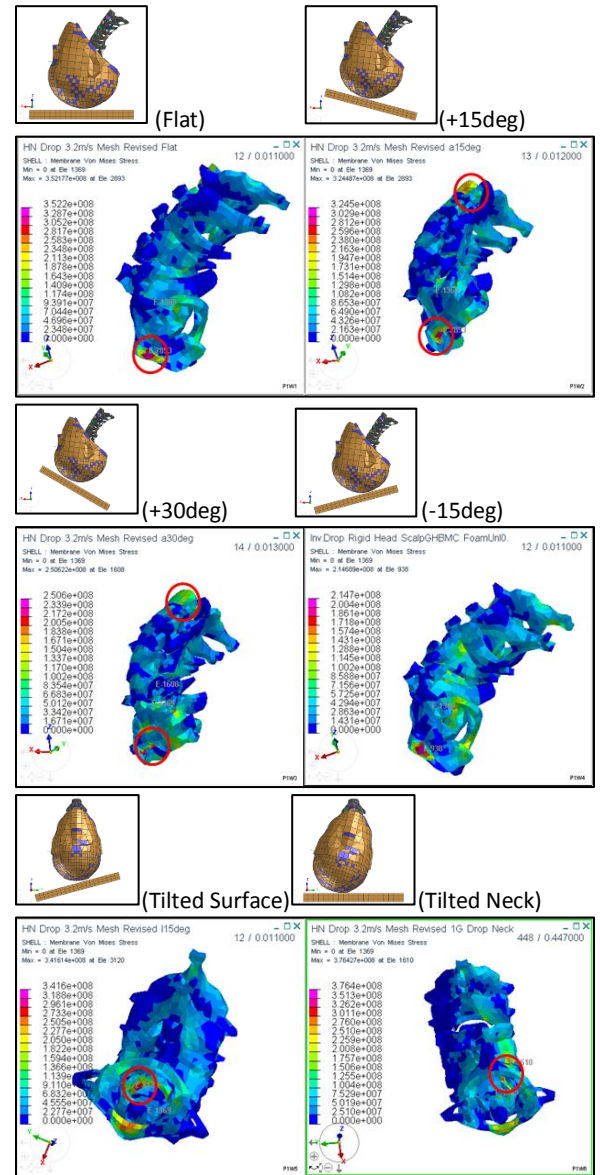 (Flat)
(+15deg)
HN Drop 3.2m/s Mesh Revised Flat
12 / 0.011000
SHELL : Membrane Von Mises Stress
Min = 0 at Ele 1369
Max = 3.52177e+008 at Ele 2893
3.522e+008
3.287e+008
3.052e+008
2.817e+008
2.583e+008
2.348e+008
2.113e+008
1.878e+008
1.643e+008
1.409e+008
1.174e+008
9.391e+007
7.044e+007
4.696e+007
2.348e+007
0.000e+000
P1W1
HN Drop 3.2m/s Mesh Revised a15deg
13 / 0.012000
SHELL : Membrane Von Mises Stress
Min = 0 at Ele 1369
Max = 3.24487e+008 at Ele 2893
3.245e+008
3.029e+008
2.812e+008
2.596e+008
2.380e+008
2.163e+008
1.947e+008
1.731e+008
1.514e+008
1.298e+008
1.082e+008
8.653e+007
6.490e+007
4.326e+007
2.163e+007
0.000e+000
P1W2
(+30deg)
(-15deg)
HN Drop 3.2m/s Mesh Revised a30deg
14 / 0.013000
SHELL : Membrane Von Mises Stress
Min = 0 at Ele 1369
Max = 2.50622e+008 at Ele 1608
2.506e+008
2.339e+008
2.172e+008
2.005e+008
1.838e+008
1.671e+008
1.504e+008
1.337e+008
1.170e+008
1.002e+008
8.354e+007
6.683e+007
5.012e+007
3.342e+007
1.671e+007
0.000e+000
E-1608
P1W3
Inv.Drop Rigid Head ScalpGHBMC FoamUnl0.
12 / 0.011000
SHELL : Membrane Von Mises Stress
Min = 0 at Ele 1369
Max = 2.14689e+008 at Ele 938
2.147e+008
2.004e+008
1.861e+008
1.718e+008
1.574e+008
1.431e+008
1.288e+008
1.145e+008
1.002e+008
8.588e+007
7.156e+007
5.725e+007
4.294e+007
2.863e+007
1.431e+007
0.000e+000
E-938
P1W4
(Tilted Surface)
(Tilted Neck)
HN Drop 3.2m/s Mesh Revised l15deg
12 / 0.011000
SHELL : Membrane Von Mises Stress
Min = 0 at Ele 1369
Max = 3.41614e+008 at Ele 3120
3.416e+008
3.188e+008
2.961e+008
2.733e+008
2.505e+008
2.277e+008
2.050e+008
1.822e+008
1.594e+008
1.366e+008
1.139e+0
9.110e+0
6.832e+0
4.555e+007
2.277e+007
0.000e+000
E-1369
P1W5
HN Drop 3.2m/s Mesh Revised 1G Drop Neck
448 / 0.447000
SHELL : Membrane Von Mises Stress
Min = 0 at Ele 1369
Max = 3.76427e+008 at Ele 1610
3.764e+008
3.513e+008
3.262e+008
3.011e+008
2.760e+008
2.510e+008
2.259e+008
2.008e+008
1.757e+008
1.506e+008
1.255e+008
1.004e+008
7.529e+007
5.019e+007
2.510e+007
0.000e+000
P1W6